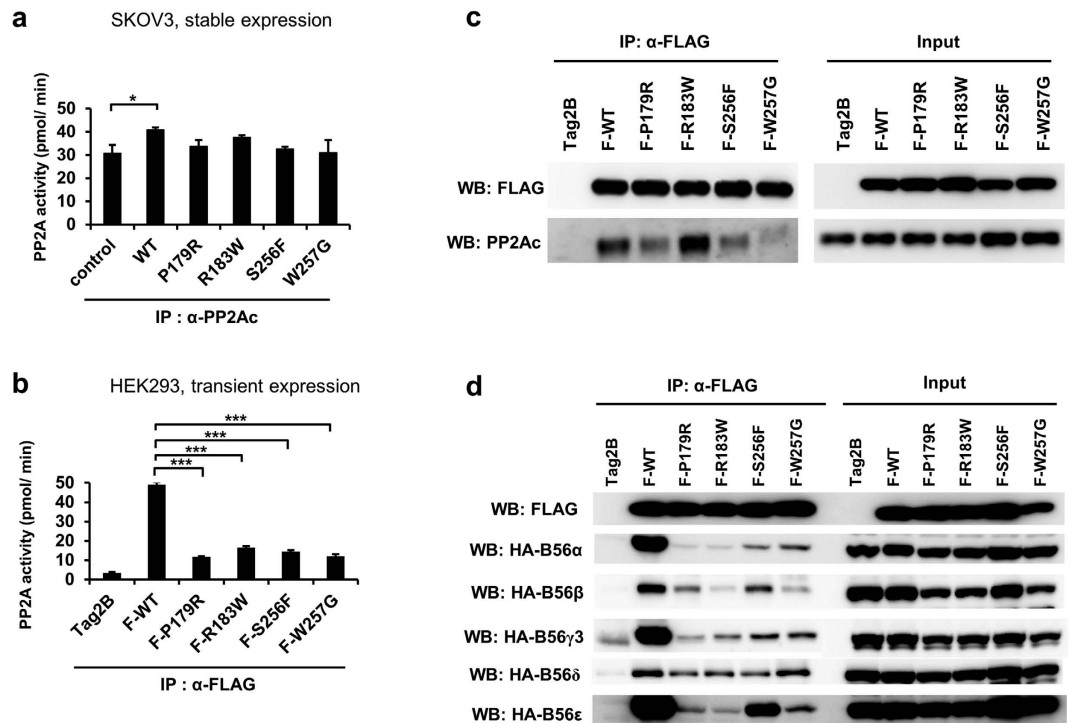 a
SKOV3, stable expression
PP2A activity (pmol/ min)
50
40
30
20
10
0
*
control
WT
P179R
R183W
S256F
W257G
IP : α-PP2Ac
b
HEK293, transient expression
PP2A activity (pmol/ min)
50
40
30
20
10
0
***
***
***
***
Tag2B
F-WT
F-P179R
F-R183W
F-S256F
F-W257G
IP : α-FLAG
c
IP: α-FLAG
Input
Tag2B
F-WT
F-P179R
F-R183W
F-S256F
F-W257G
Tag2B
F-WT
F-P179R
F-R183W
F-S256F
F-W257G
WB: FLAG
WB: PP2Ac
d
IP: α-FLAG
Input
Tag2B
F-WT
F-P179R
F-R183W
F-S256F
F-W257G
Tag2B
F-WT
F-P179R
F-R183W
F-S256F
F-W257G
WB: FLAG
WB: HA-B56α
WB: HA-B56β
WB: HA-B56γ3
WB: HA-B56δ
WB: HA-B56ε